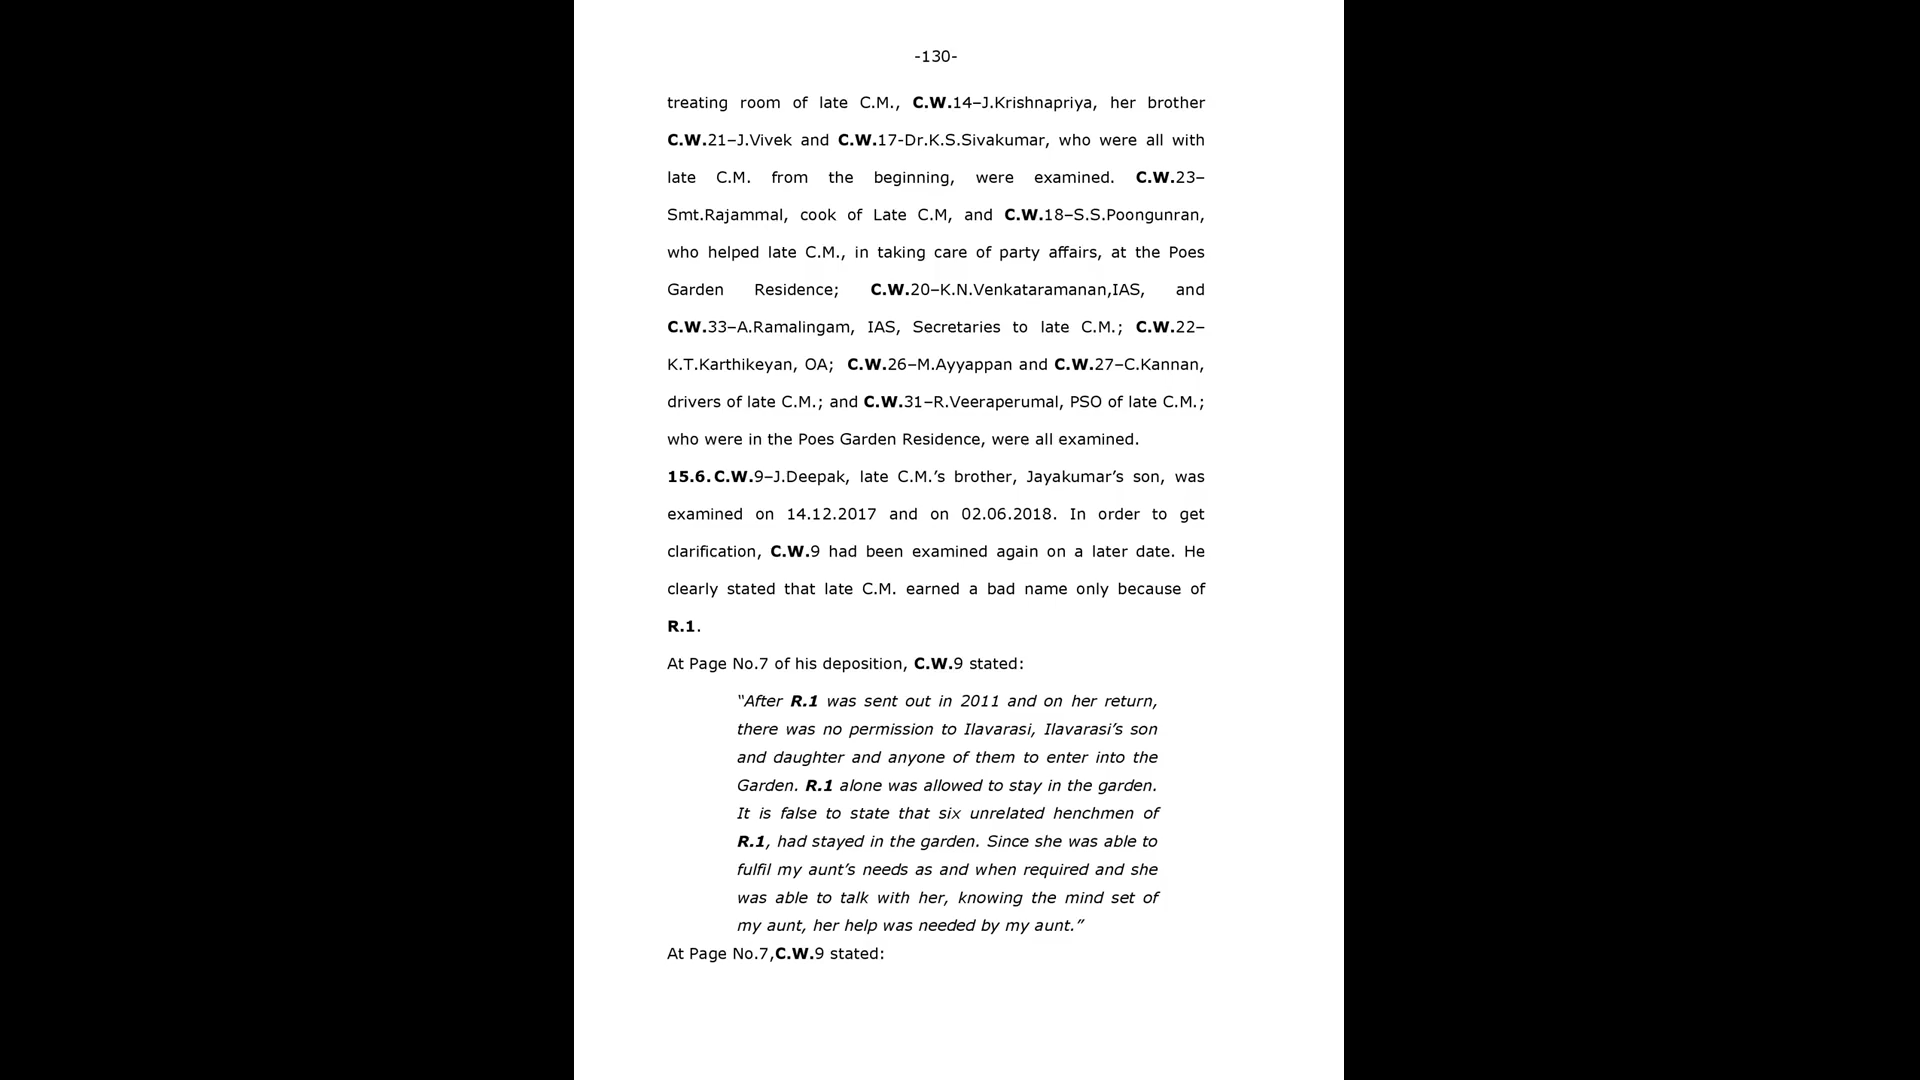 -130-
treating room of late C.M., C.W.14–J.Krishnapriya, her brother
C.W.21–J.Vivek and C.W.17-Dr.K.S.Sivakumar, who were all with
late C.M. from the beginning, were examined. C.W.23–
Smt.Rajammal, cook of Late C.M, and C.W.18–S.S.Poongunran,
who helped late C.M., in taking care of party affairs, at the Poes
Garden Residence; C.W.20–K.N.Venkataramanan,IAS, and
C.W.33–A.Ramalingam, IAS, Secretaries to late C.M.; C.W.22–
K.T.Karthikeyan, OA; C.W.26–M.Ayyappan and C.W.27–C.Kannan,
drivers of late C.M.; and C.W.31–R.Veeraperumal, PSO of late C.M.;
who were in the Poes Garden Residence, were all examined.
15.6. C.W.9–J.Deepak, late C.M.’s brother, Jayakumar’s son, was
examined on 14.12.2017 and on 02.06.2018. In order to get
clarification, C.W.9 had been examined again on a later date. He
clearly stated that late C.M. earned a bad name only because of
R.1.
At Page No.7 of his deposition, C.W.9 stated:
“After R.1 was sent out in 2011 and on her return,
there was no permission to Ilavarasi, Ilavarasi’s son
and daughter and anyone of them to enter into the
Garden. R.1 alone was allowed to stay in the garden.
It is false to state that six unrelated henchmen of
R.1, had stayed in the garden. Since she was able to
fulfil my aunt’s needs as and when required and she
was able to talk with her, knowing the mind set of
my aunt, her help was needed by my aunt.”
At Page No.7,C.W.9 stated: